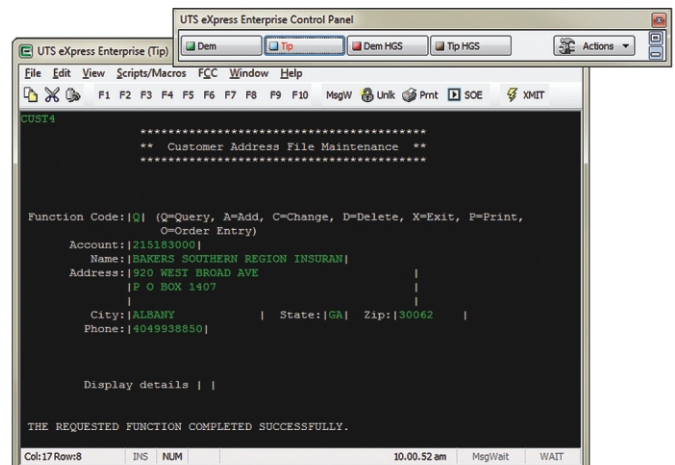 UTS eXpress Enterprise Control Panel
Dem Tip Dem HGS Tip HGS Actions
UTS eXpress Enterprise (Tip)
File Edit View Scripts/Macros FCC Window Help
F1 F2 F3 F4 F5 F6 F7 F8 F9 F10 MsgW Unlk Prnt SOE XMIT
CUST4
*****************************************
** Customer Address File Maintenance **
*****************************************
Function Code:|Q| (Q=Query, A=Add, C=Change, D=Delete, X=Exit, P=Print,
O=Order Entry)
Account:|215183000|
Name:|BAKERS SOUTHERN REGION INSURAN|
Address:|920 WEST BROAD AVE |
|P O BOX 1407 |
| |
City:|ALBANY | State:|GA| Zip:|30062 |
Phone:|4049938850|
Display details | |
THE REQUESTED FUNCTION COMPLETED SUCCESSFULLY.
Col:17 Row:8 INS NUM 10.00.52 am MsgWait WAIT